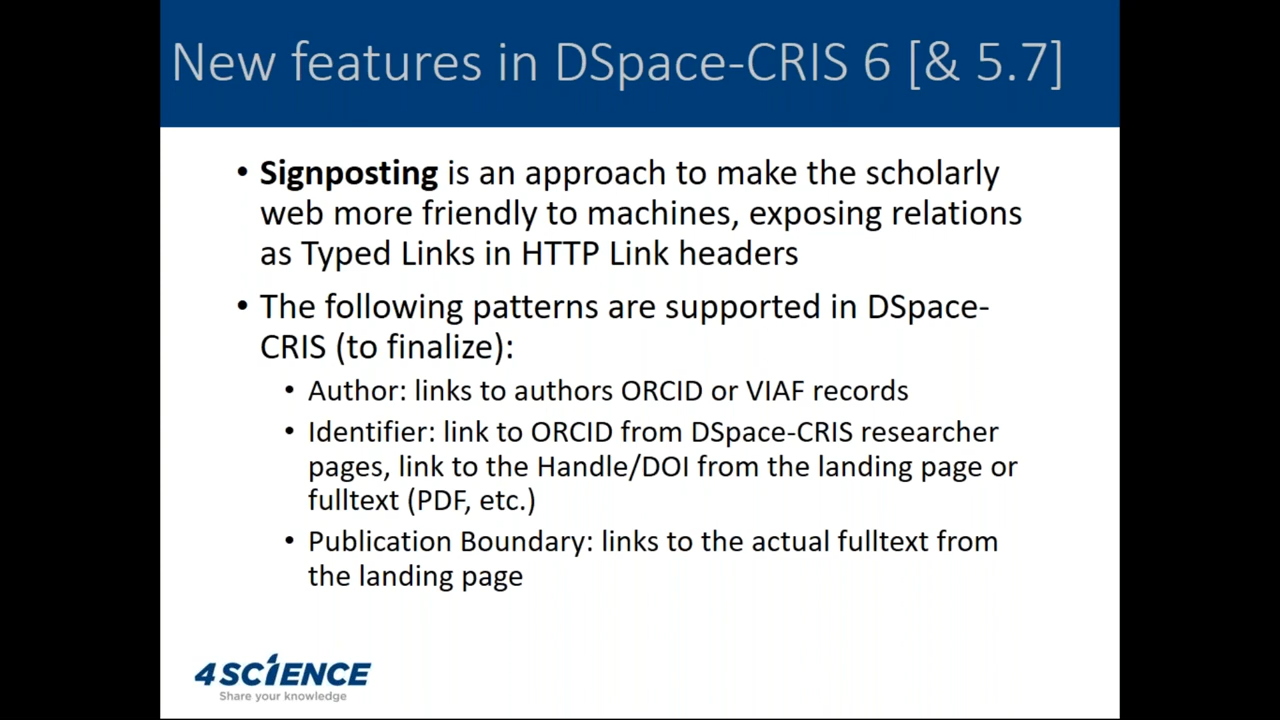 New features in DSpace-CRIS 6 [& 5.7]
• Signposting is an approach to make the scholarly
web more friendly to machines, exposing relations
as Typed Links in HTTP Link headers
• The following patterns are supported in DSpace-
CRIS (to finalize):
• Author: links to authors ORCID or VIAF records
• Identifier: link to ORCID from DSpace-CRIS researcher
pages, link to the Handle/DOI from the landing page or
fulltext (PDF, etc.)
• Publication Boundary: links to the actual fulltext from
the landing page
4SCIENCE
Share your knowledge